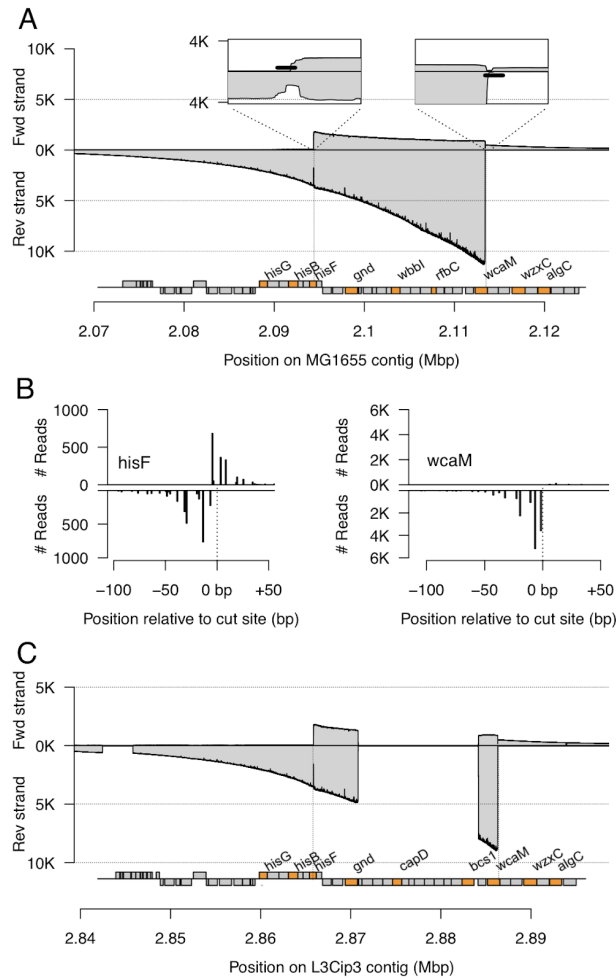 A
10K
5K
0K
5K
10K
Fwd strand
Rev strand
4K
4K
hisG
hisB
hisF
gnd
wbbI
rfbC
wcaM
wzxC
algC
2.07
2.08
2.09
2.1
2.11
2.12
Position on MG1655 contig (Mbp)
B
1000
500
0
500
1000
# Reads
# Reads
hisF
−100
−50
0 bp
+50
Position relative to cut site (bp)
6K
4K
2K
0K
2K
4K
6K
# Reads
# Reads
wcaM
−100
−50
0 bp
+50
Position relative to cut site (bp)
C
5K
0K
5K
10K
Fwd strand
Rev strand
hisG
hisB
hisF
gnd
capD
bcs1
wcaM
wzxC
algC
2.84
2.85
2.86
2.87
2.88
2.89
Position on L3Cip3 contig (Mbp)